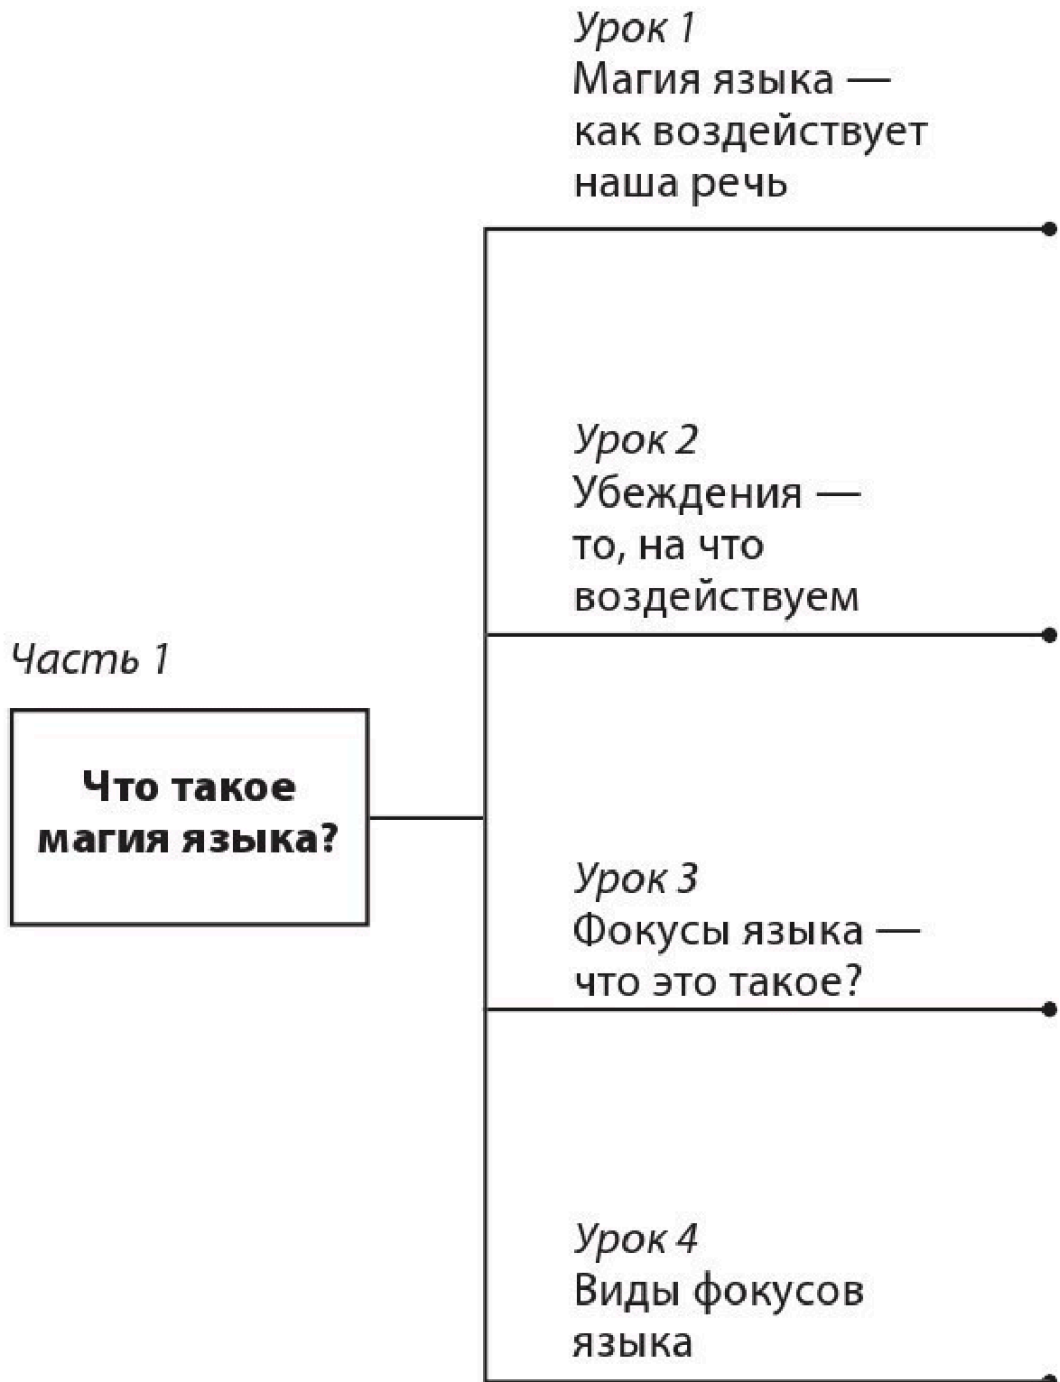 Урок 1
Магия языка —
как воздействует
наша речь
Урок 2
Убеждения —
то, на что
воздействуем
Часть 1
Что такое
магия языка?
Урок 3
Фокусы языка —
что это такое?
Урок 4
Виды фокусов
языка